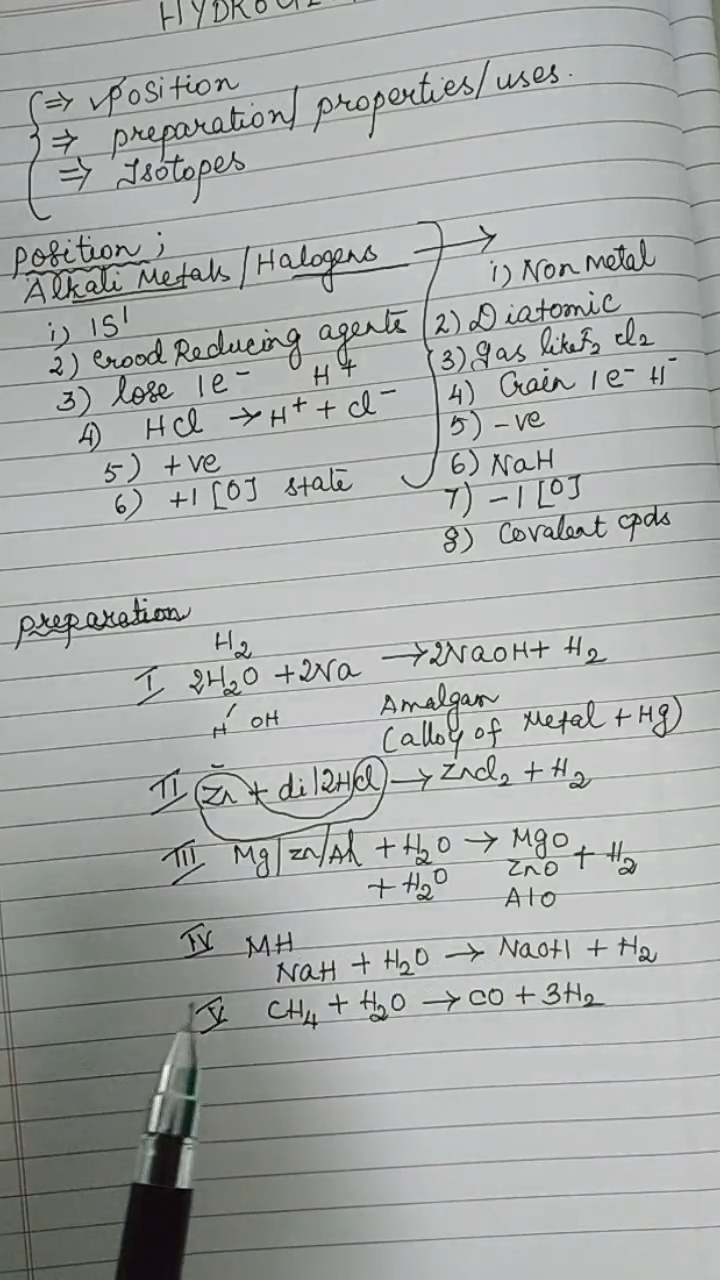 HYDROGE
⇒ ✓Position
⇒ preparation/properties/uses.
⇒ Isotopes
position ;
Alkali Metals / Halogens →
i) 1S¹
2) Good Reducing agents
3) lose 1e⁻ H⁺
4) HCl → H⁺ + Cl⁻
5) +ve
6) +1 [O] state
i) Non metal
2) Diatomic
3) gas like F₂ Cl₂
4) Gain 1e⁻ H⁻
5) -ve
6) NaH
7) -1 [O]
8) Covalent cpds
preparation
H₂
I 2H₂O + 2Na → 2NaOH + H₂
H OH Amalgam
(alloy of Metal + Hg)
II Zn + dil 2HCl → ZnCl₂ + H₂
III Mg/Zn/Al + H₂O → MgO + H₂
+ H₂O ZnO
AlO
IV MH
NaH + H₂O → NaOH + H₂
V CH₄ + H₂O → CO + 3H₂